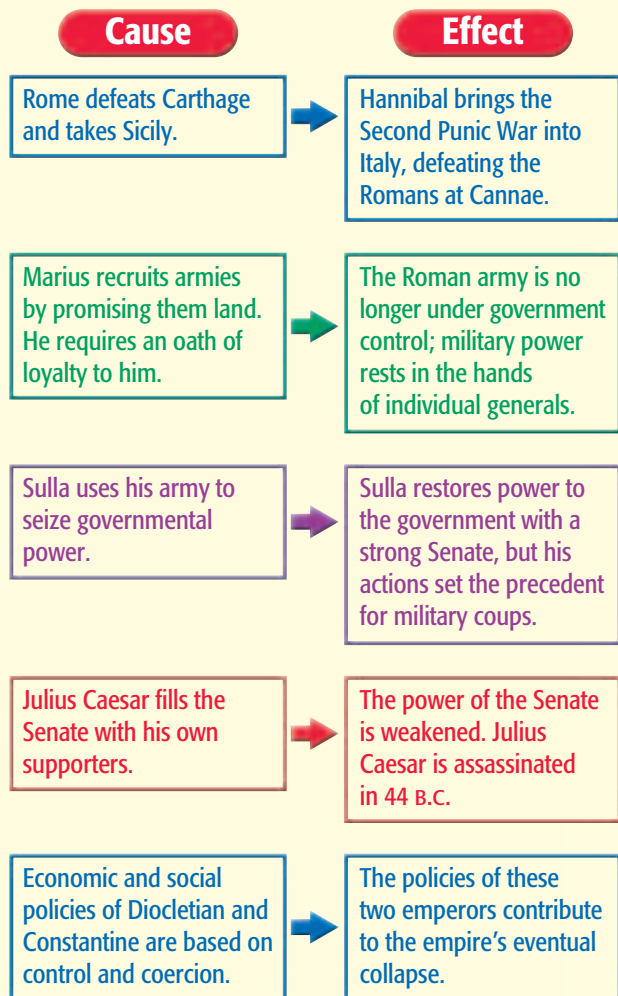 Cause
Effect
Rome defeats Carthage
and takes Sicily.
Hannibal brings the
Second Punic War into
Italy, defeating the
Romans at Cannae.
Marius recruits armies
by promising them land.
He requires an oath of
loyalty to him.
The Roman army is no
longer under government
control; military power
rests in the hands
of individual generals.
Sulla uses his army to
seize governmental
power.
Sulla restores power to
the government with a
strong Senate, but his
actions set the precedent
for military coups.
Julius Caesar fills the
Senate with his own
supporters.
The power of the Senate
is weakened. Julius
Caesar is assassinated
in 44 B.C.
Economic and social
policies of Diocletian and
Constantine are based on
control and coercion.
The policies of these
two emperors contribute
to the empire's eventual
collapse.